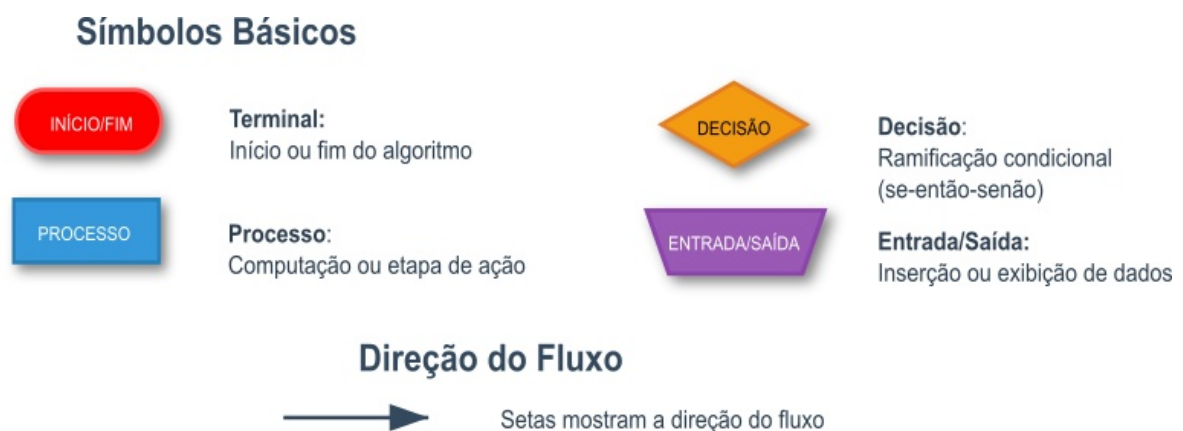 Símbolos Básicos
INÍCIO/FIM
Terminal:
Início ou fim do algoritmo
DECISÃO
Decisão:
Ramificação condicional
(se-então-senão)
PROCESSO
Processo:
Computação ou etapa de ação
ENTRADA/SAÍDA
Entrada/Saída:
Inserção ou exibição de dados
Direção do Fluxo
Setas mostram a direção do fluxo